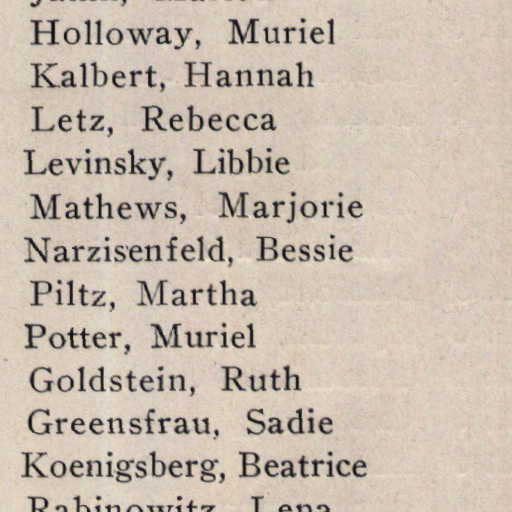 Holloway, Muriel
Kalbert, Hannah
Letz, Rebecca
Levinsky, Libbie
Mathews, Marjorie
Narzisenfeld, Bessie
Piltz, Martha
Potter, Muriel
Goldstein, Ruth
Greensfrau, Sadie
Koenigsberg, Beatrice
Rabinowitz, Lena